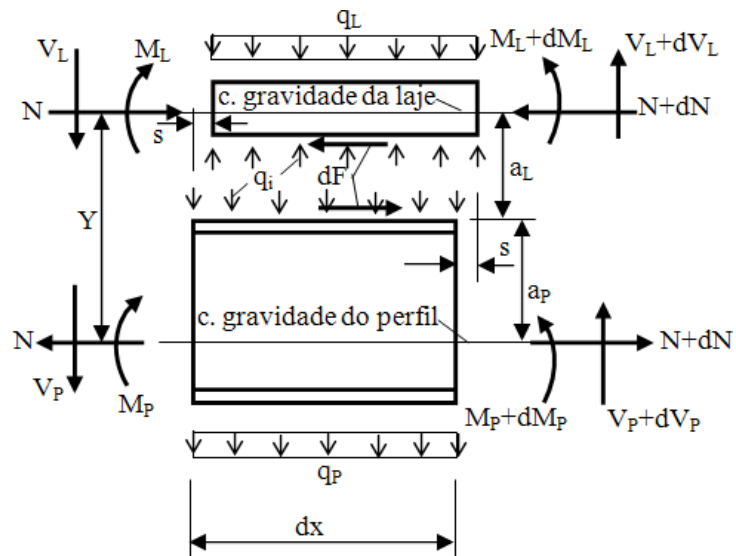 q_L
V_L M_L M_L+dM_L V_L+dV_L
N c. gravidade da laje N+dN
s
q_i dF a_L
Y
s
a_P
c. gravidade do perfil
N N+dN
V_P M_P M_P+dM_P V_P+dV_P
q_P
dx